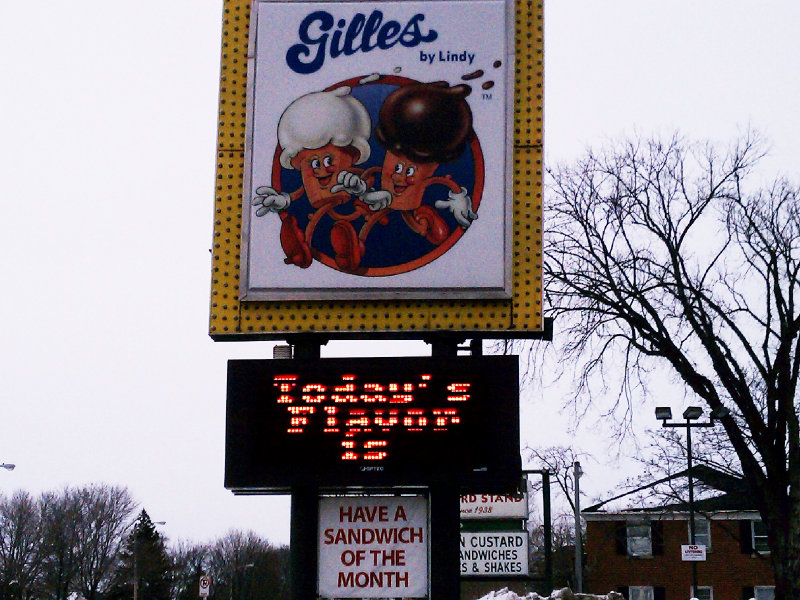 Gilles
by Lindy
TM
Today's
Flavor
is
HAVE A
SANDWICH
OF THE
MONTH
RD STAND
nce 1938
N CUSTARD
NDWICHES
S & SHAKES
NO